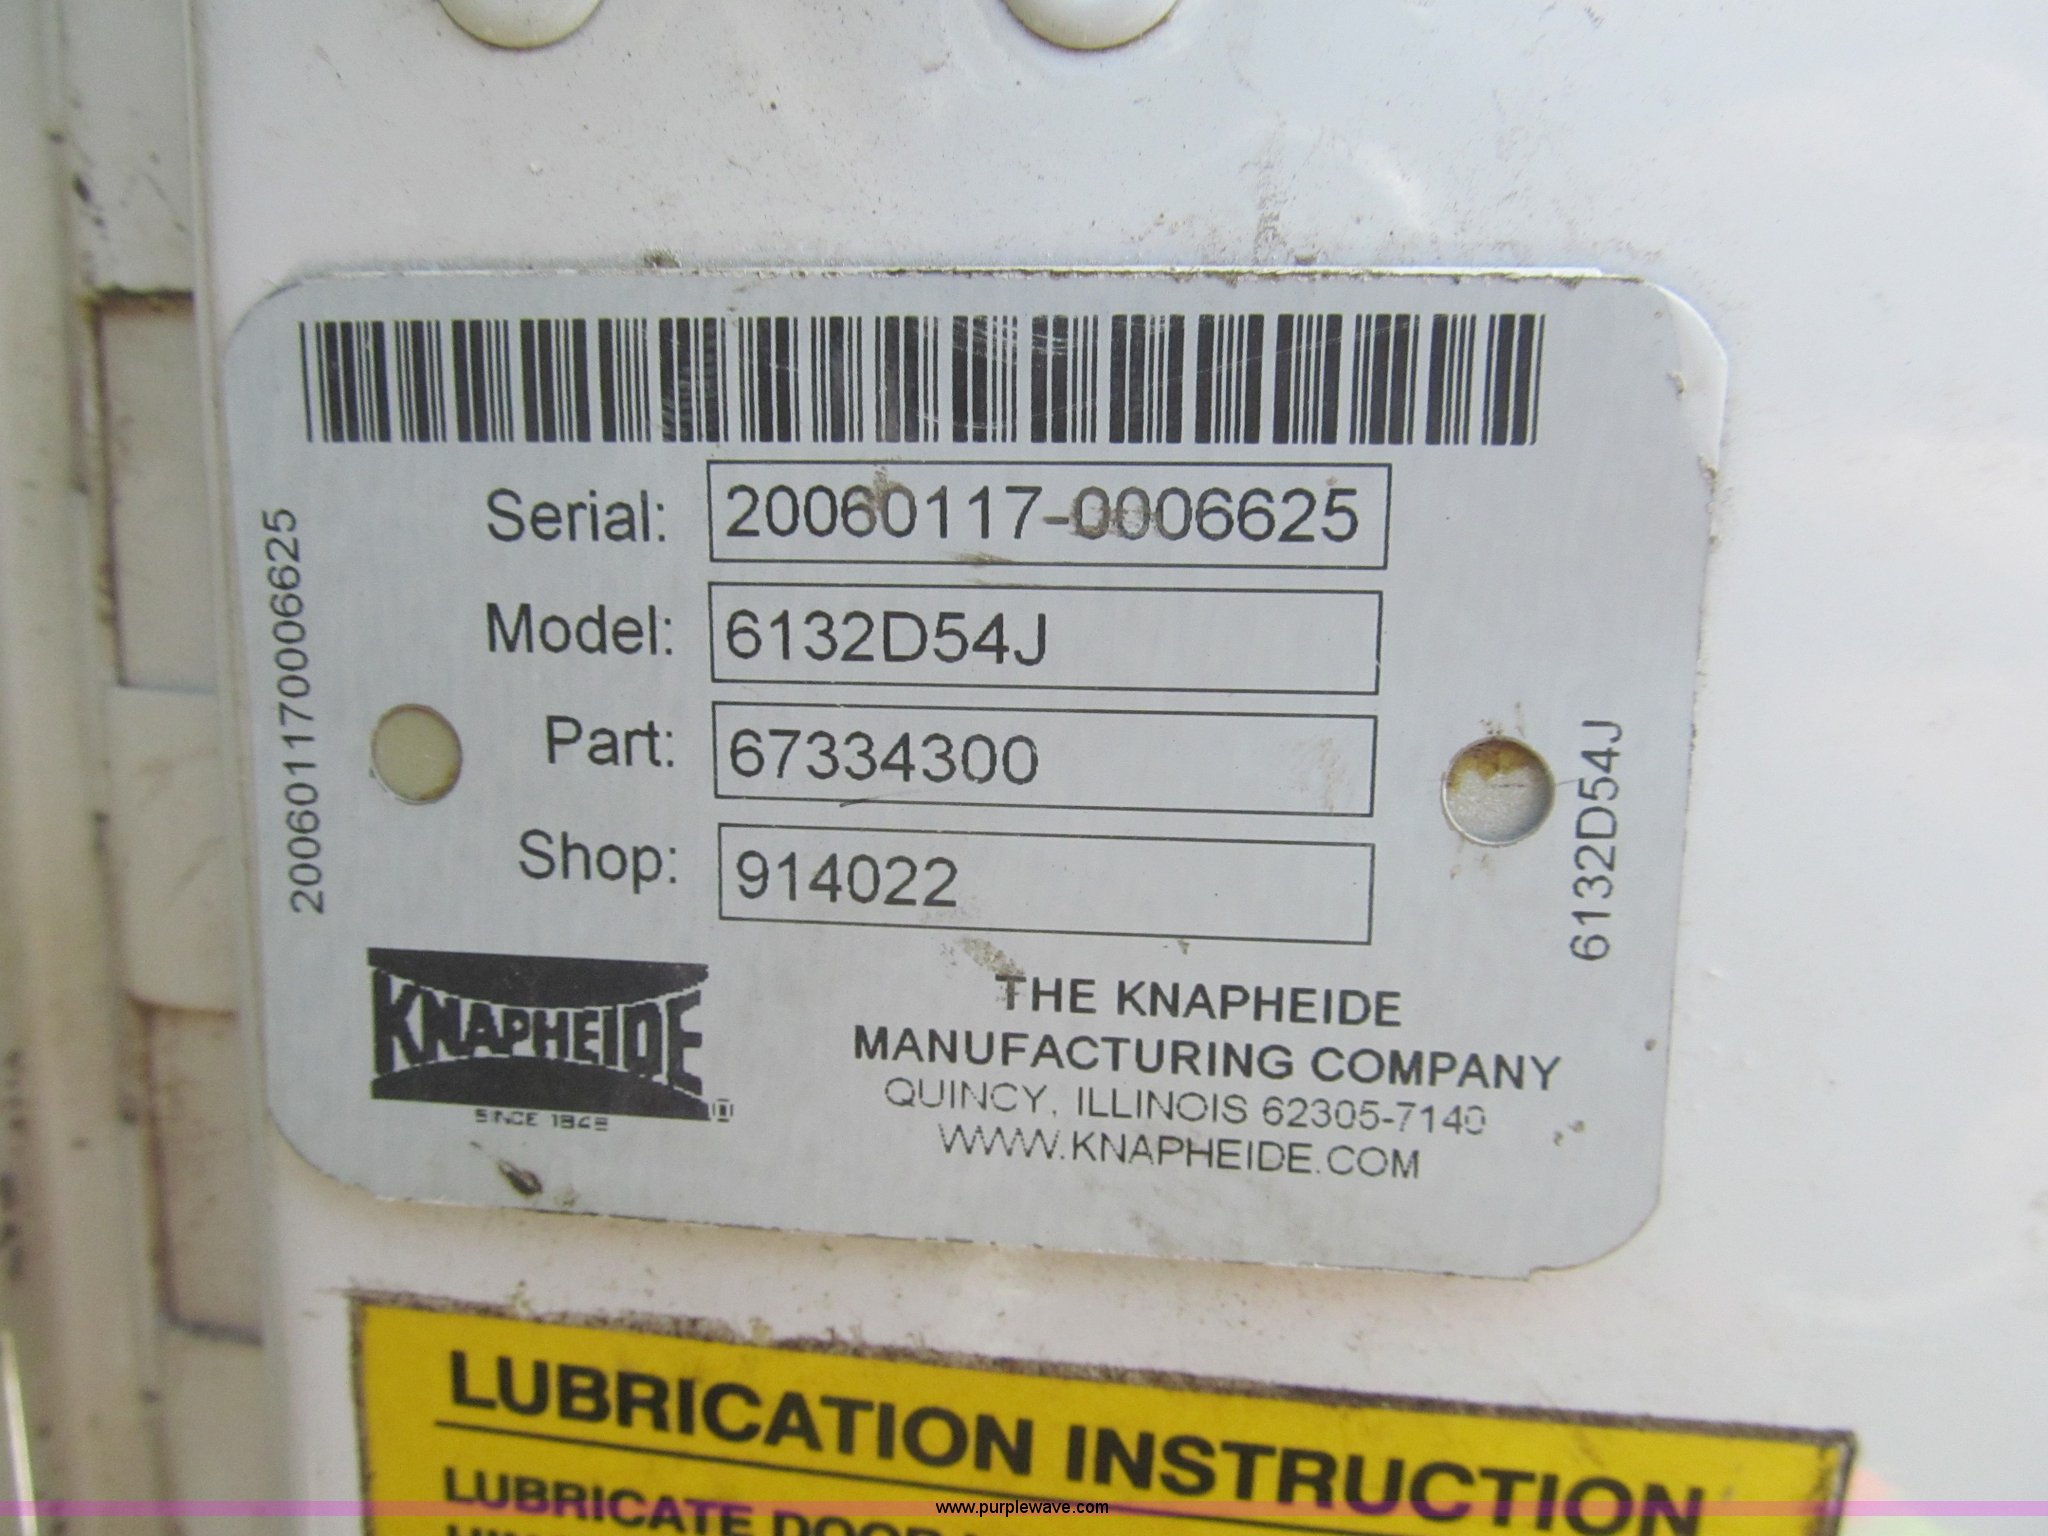 Serial: 20060117-0006625
Model: 6132D54J
Part: 67334300
Shop: 914022
200601170006625
6132D54J
KNAPHEIDE
SINCE 1848
THE KNAPHEIDE
MANUFACTURING COMPANY
QUINCY, ILLINOIS 62305-7140
WWW.KNAPHEIDE.COM
LUBRICATION INSTRUCTION
LUBRICATE DOOR
www.purplewave.com